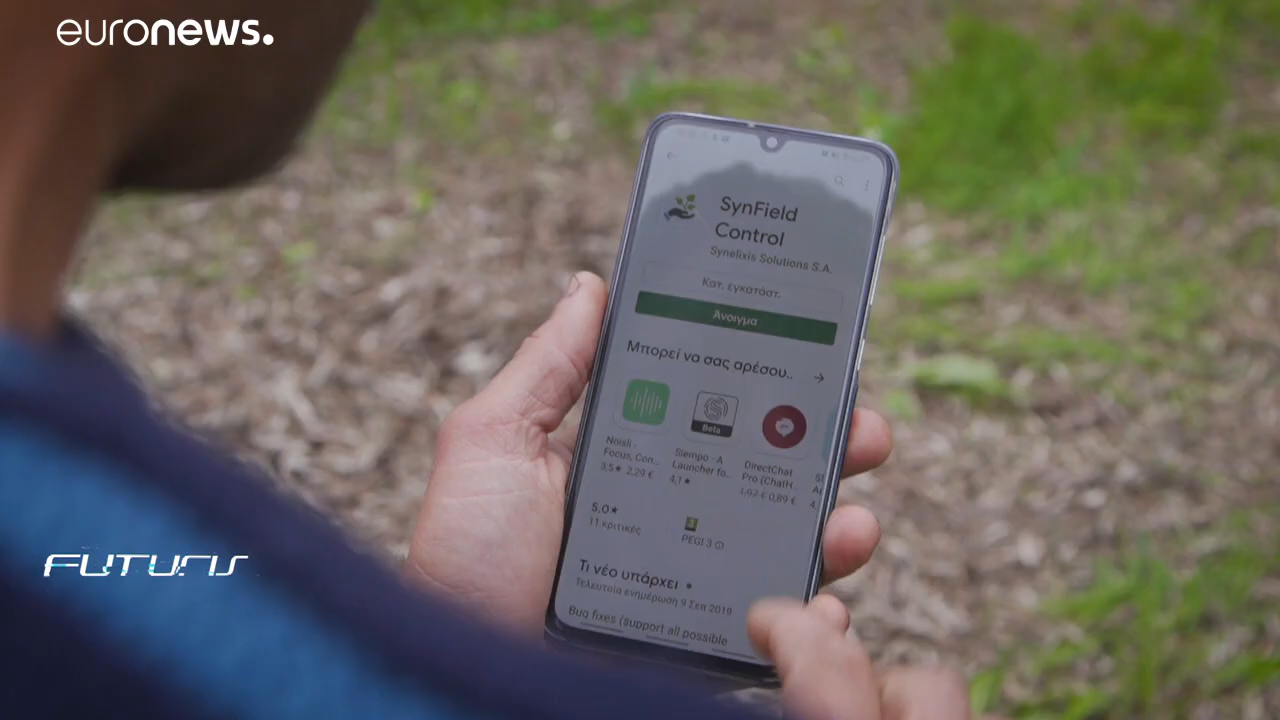 euronews.
SynField
Control
Synelixis Solutions S.A.
Κατ. εγκατάστ.
Άνοιγμα
Μπορεί να σας αρέσου..
Beta
Noisli -
Focus, Con...
3,5★ 2,29 €
Siempo - A
Launcher fo..
4,1★
DirectChat
Pro (ChatH..
1,92 € 0,89 €
5,0★
11 κριτικές
3
PEGI 3
Τι νέο υπάρχει
Τελευταία ενημέρωση 9 Σεπ 2019
Bug fixes (support all possible
FUTURIS